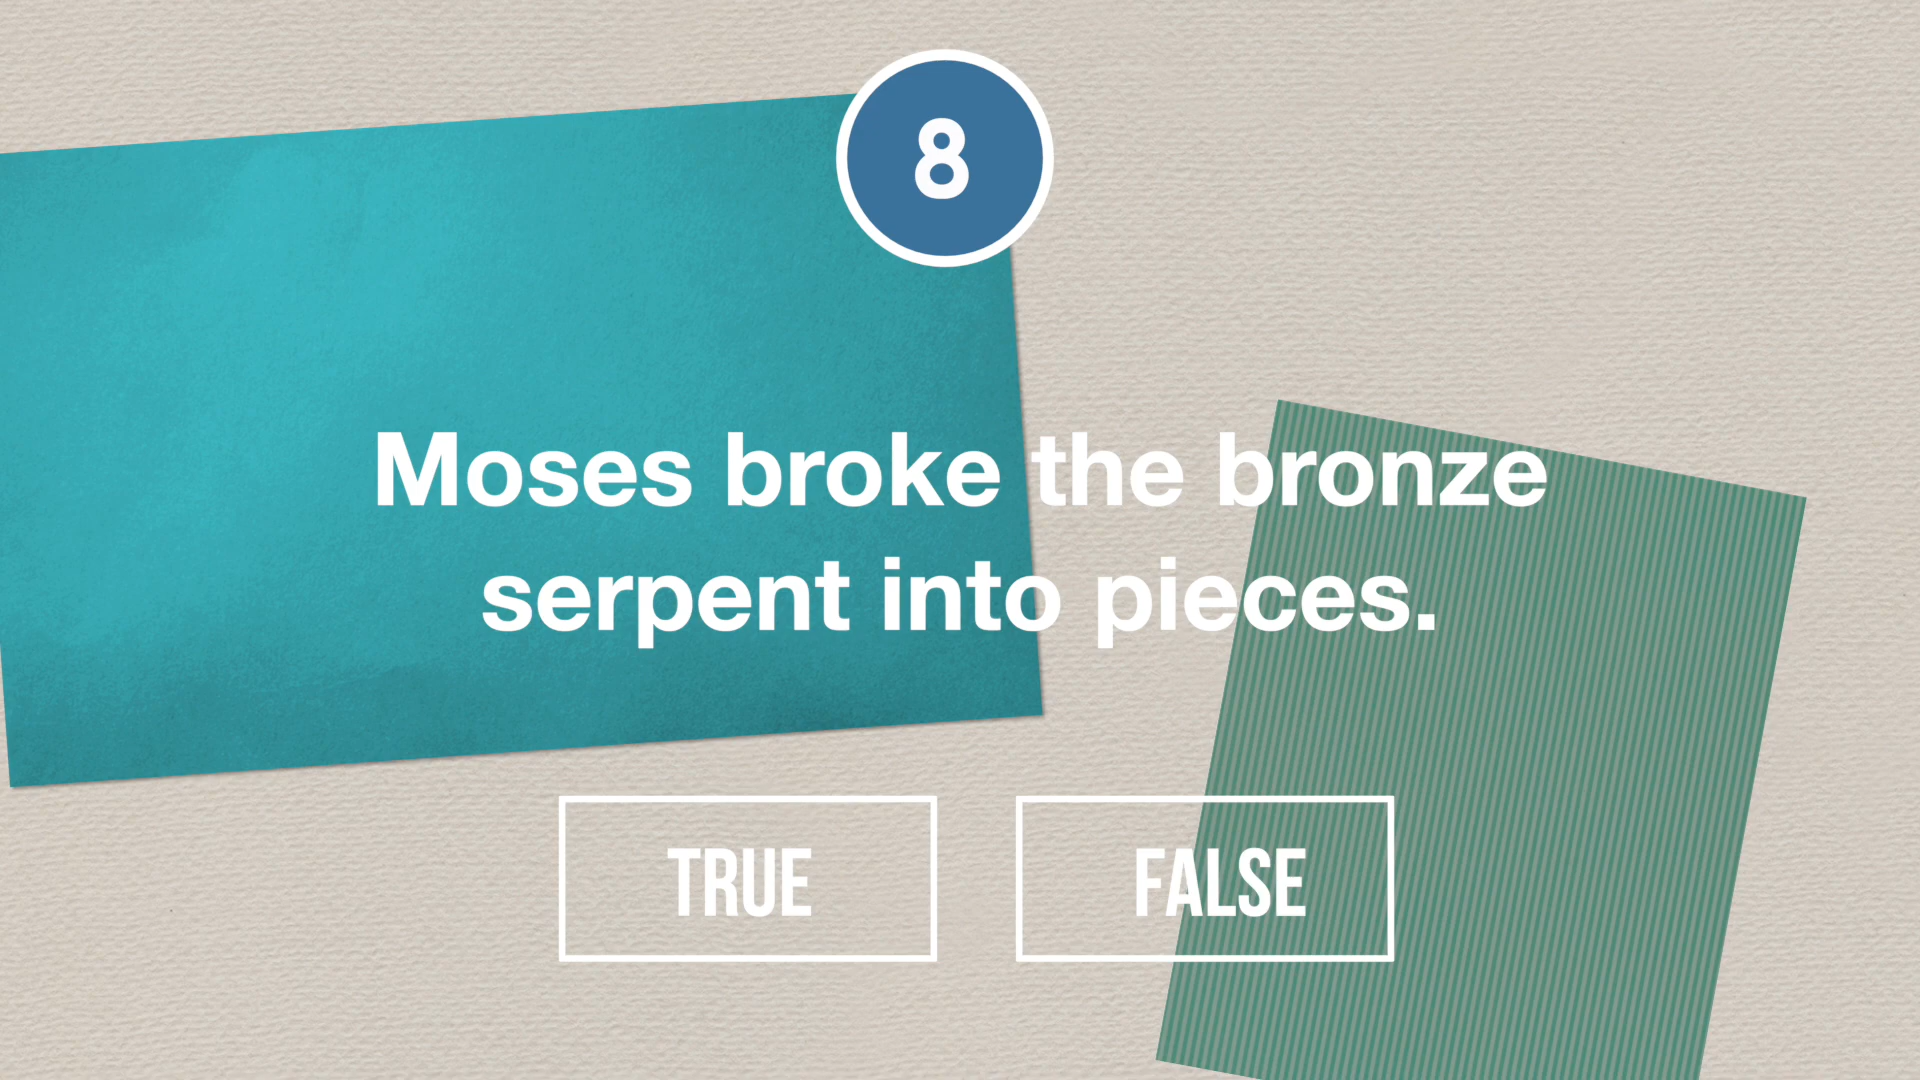 8
Moses broke the bronze
serpent into pieces.
TRUE
FALSE